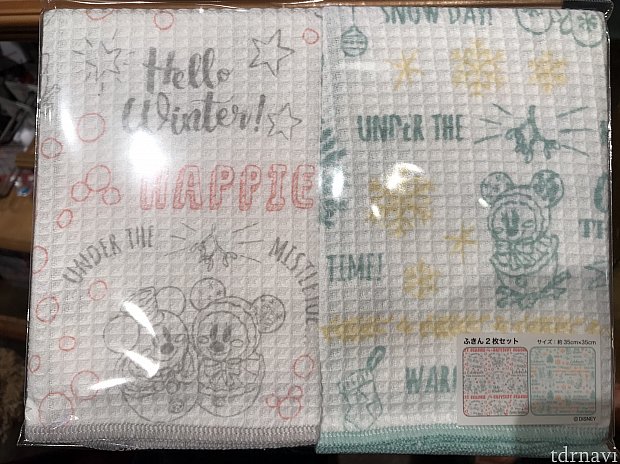 Hello
Winter!
HAPPIE
UNDER THE
MISTLETOE
SNOW DAY!
UNDER THE
TIME!
WAR
ふきん2枚セット
サイズ:約35cm×35cm
© DISNEY
tdrnavi